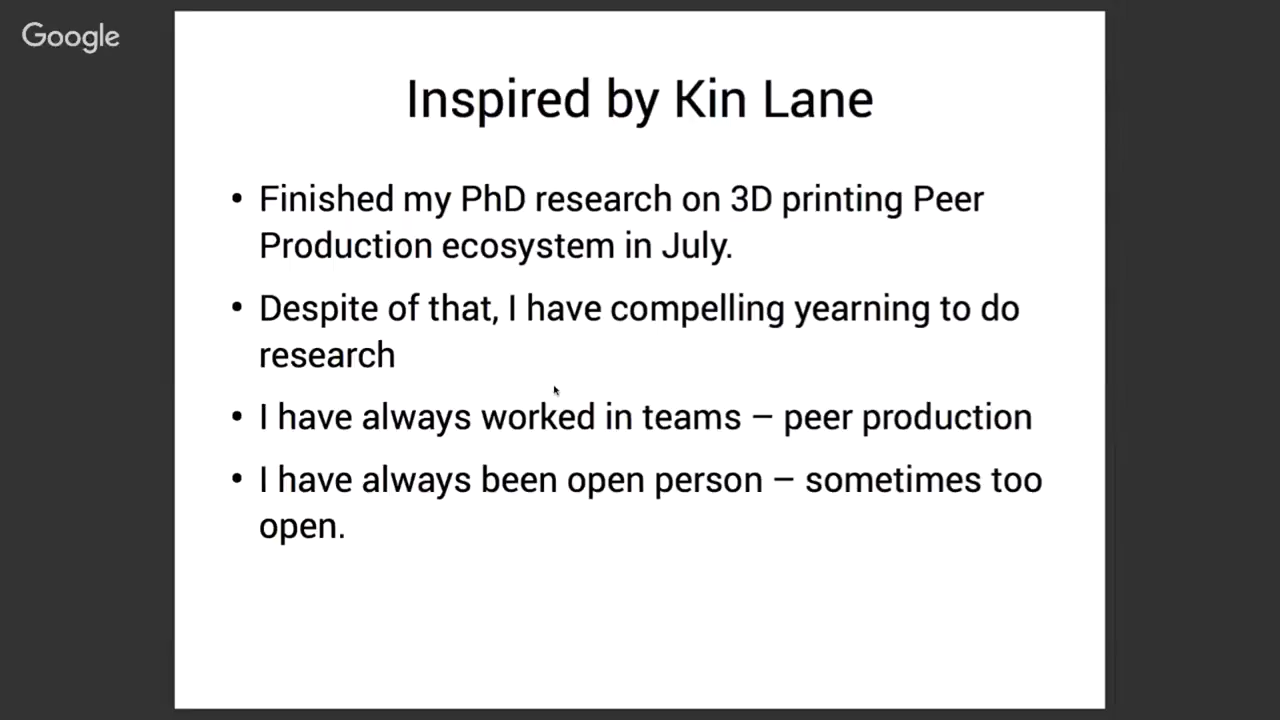 Google
Inspired by Kin Lane
• Finished my PhD research on 3D printing Peer
Production ecosystem in July.
• Despite of that, I have compelling yearning to do
research
• I have always worked in teams – peer production
• I have always been open person – sometimes too
open.